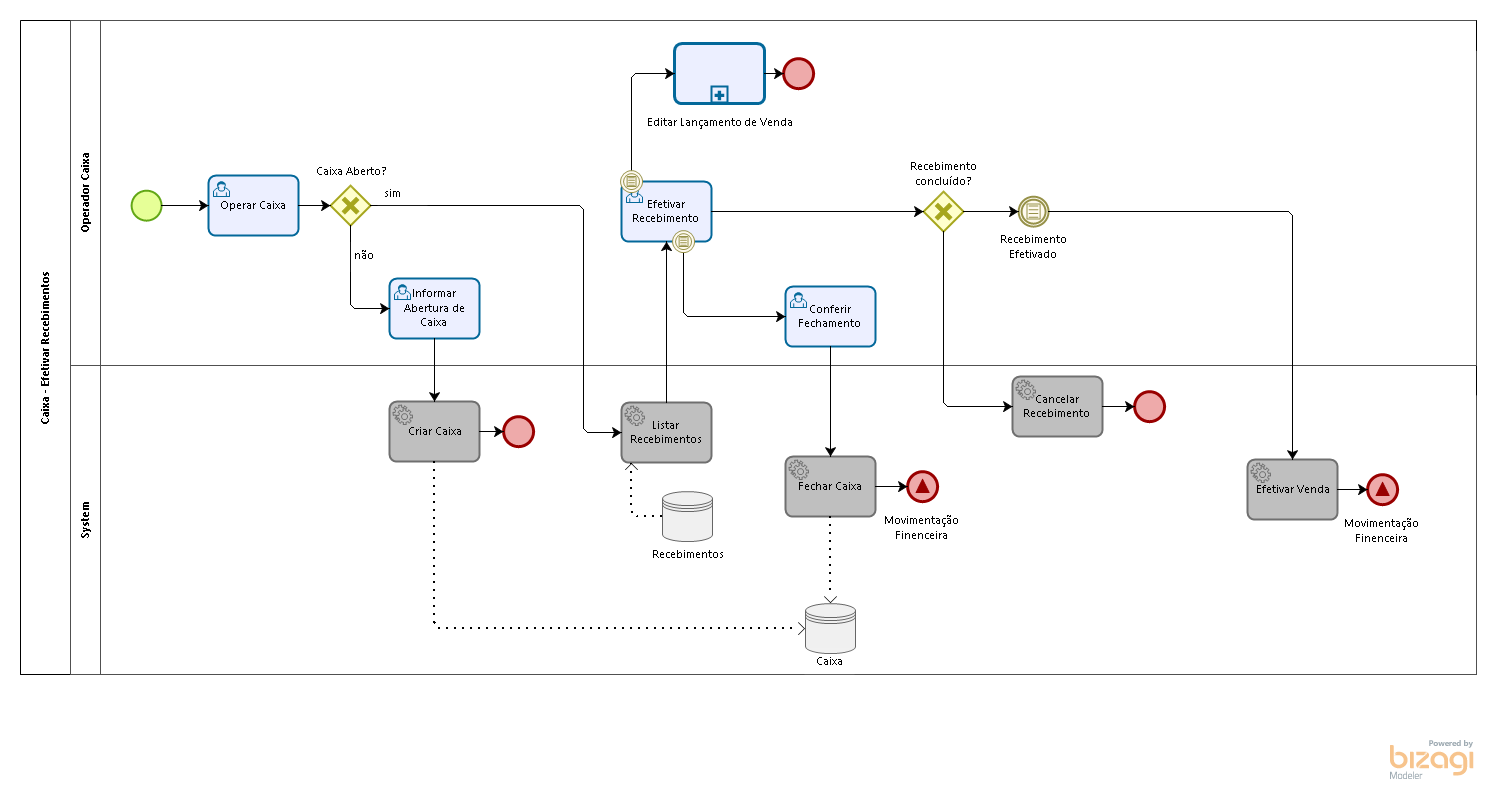 Caixa - Efetivar Recebimentos
Operador Caixa
Editar Lançamento de Venda
Caixa Aberto?
sim
Operar Caixa
não
Informar
Abertura de
Caixa
Efetivar
Recebimento
Recebimento
concluído?
Recebimento
Efetivado
Conferir
Fechamento
System
Criar Caixa
Listar
Recebimentos
Recebimentos
Fechar Caixa
Movimentação
Finenceira
Cancelar
Recebimento
Efetivar Venda
Movimentação
Finenceira
Caixa
Powered by
bizagi
Modeler